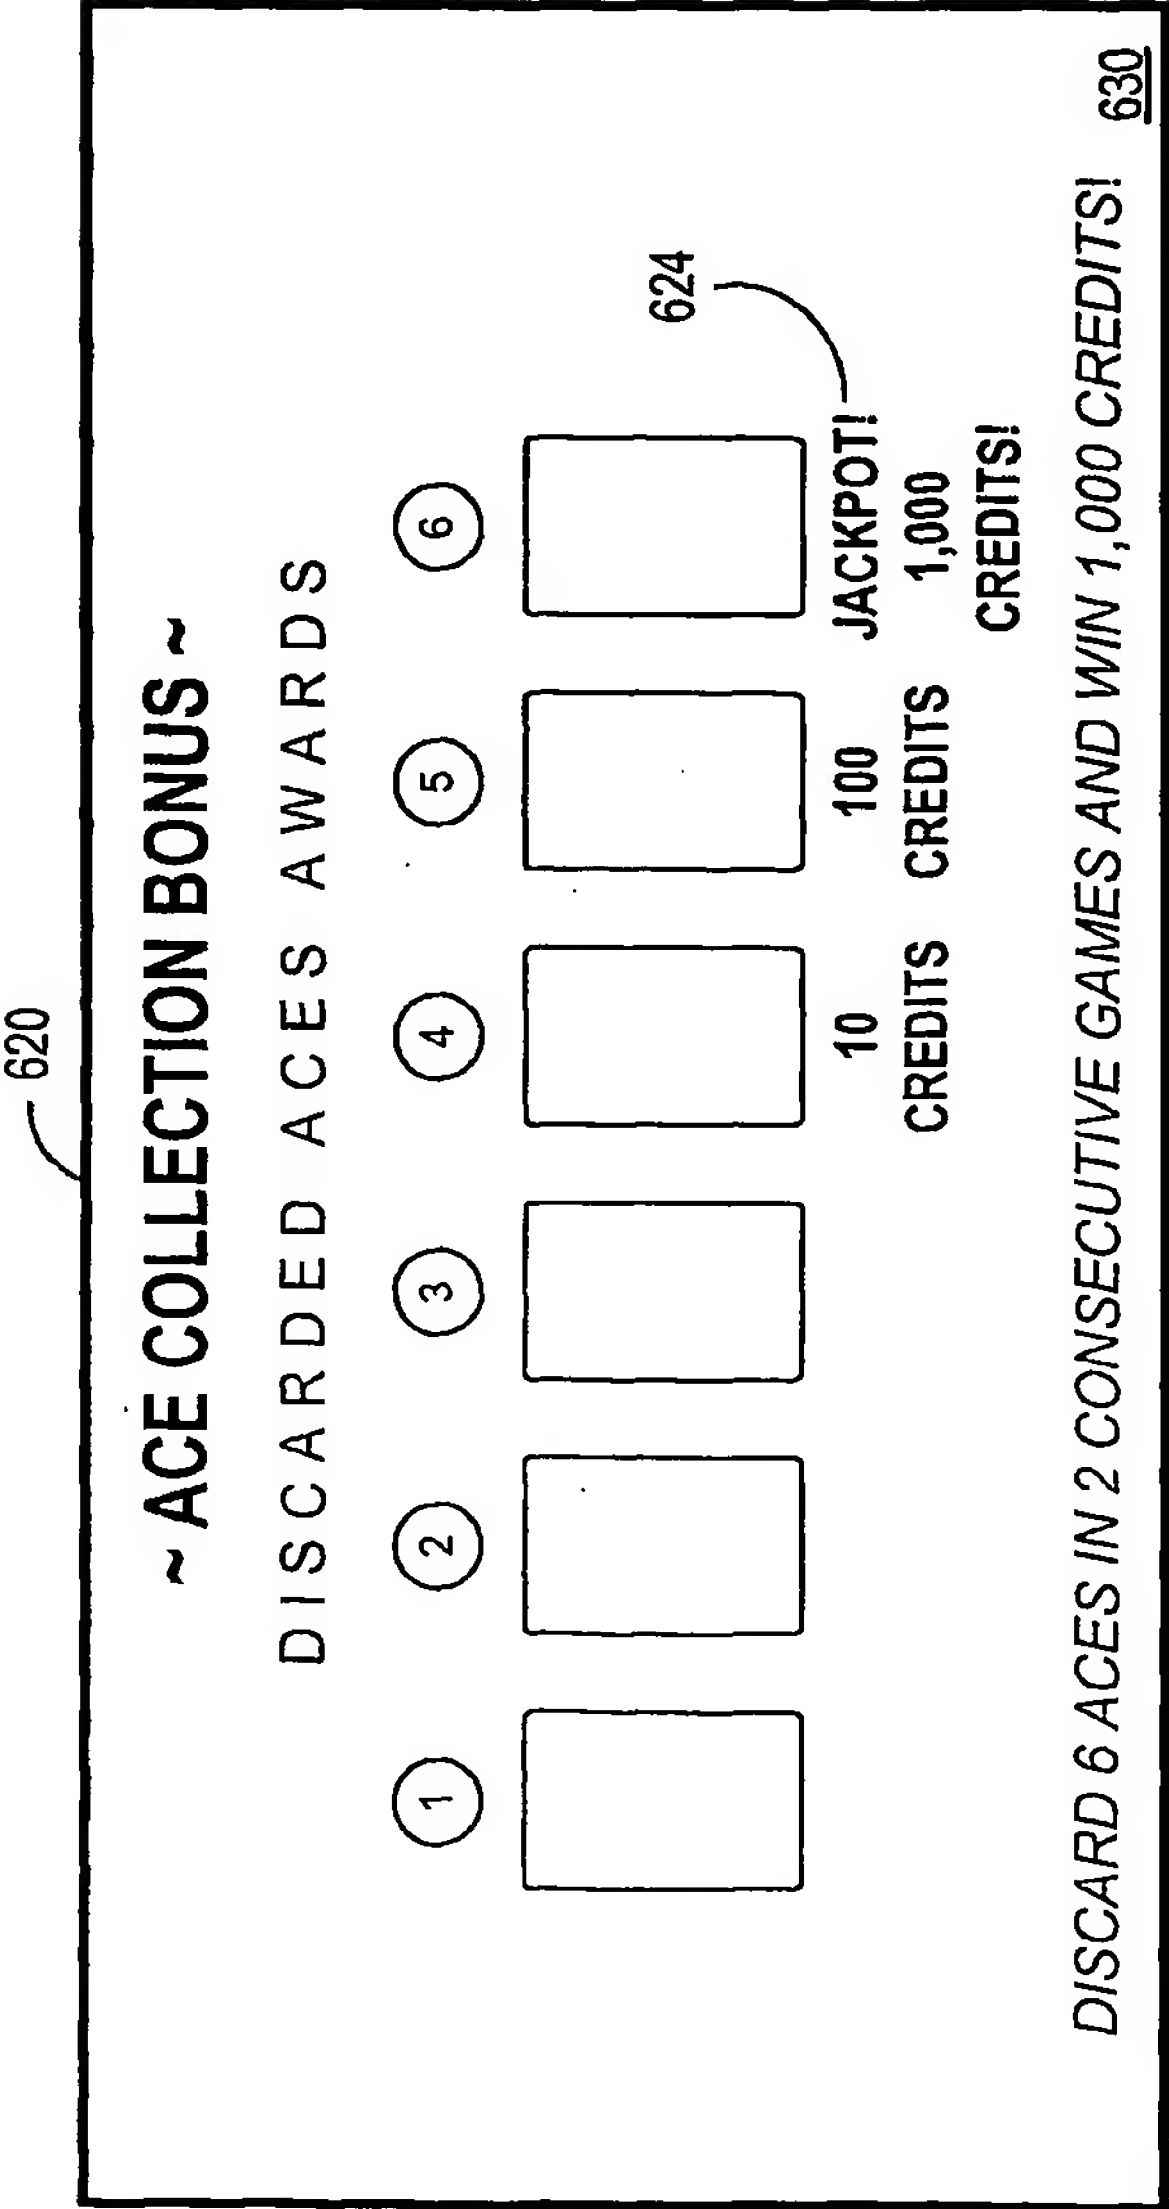 620
~ ACE COLLECTION BONUS ~
DISCARDED ACES AWARDS
1 2 3 4 5 6
624
10 100 JACKPOT!
CREDITS CREDITS 1,000
CREDITS!
DISCARD 6 ACES IN 2 CONSECUTIVE GAMES AND WIN 1,000 CREDITS!
630